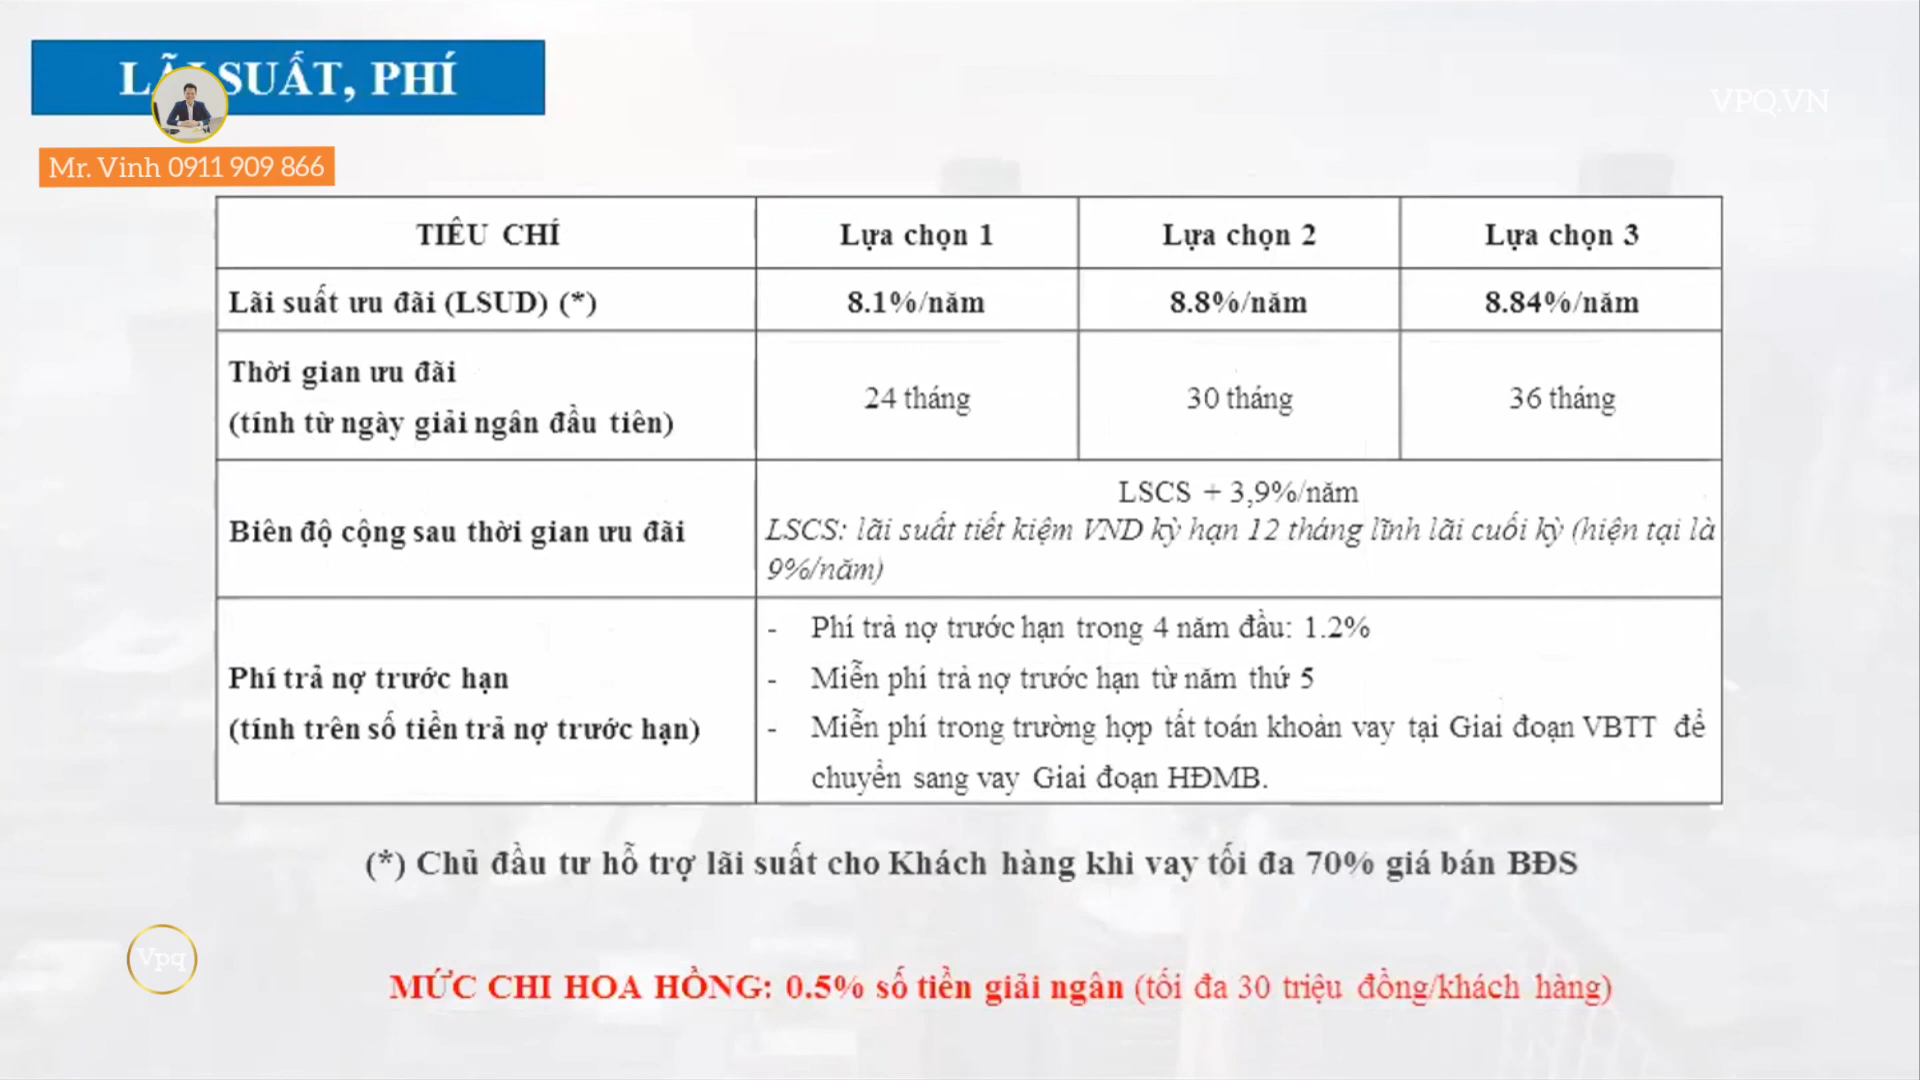 LÃI SUẤT, PHÍ
VPQ.VN
Mr. Vinh 0911 909 866
TIÊU CHÍ
Lựa chọn 1
Lựa chọn 2
Lựa chọn 3
Lãi suất ưu đãi (LSUD) (*)
8.1%/năm
8.8%/năm
8.84%/năm
Thời gian ưu đãi
(tính từ ngày giải ngân đầu tiên)
24 tháng
30 tháng
36 tháng
Biên độ cộng sau thời gian ưu đãi
LSCS + 3,9%/năm
LSCS: lãi suất tiết kiệm VND kỳ hạn 12 tháng lĩnh lãi cuối kỳ (hiện tại là
9%/năm)
Phí trả nợ trước hạn
(tính trên số tiền trả nợ trước hạn)
- Phí trả nợ trước hạn trong 4 năm đầu: 1.2%
- Miễn phí trả nợ trước hạn từ năm thứ 5
- Miễn phí trong trường hợp tất toán khoản vay tại Giai đoạn VBTT để
chuyển sang vay Giai đoạn HĐMB.
(*) Chủ đầu tư hỗ trợ lãi suất cho Khách hàng khi vay tối đa 70% giá bán BĐS
Vpq
MỨC CHI HOA HỒNG: 0.5% số tiền giải ngân (tối đa 30 triệu đồng/khách hàng)